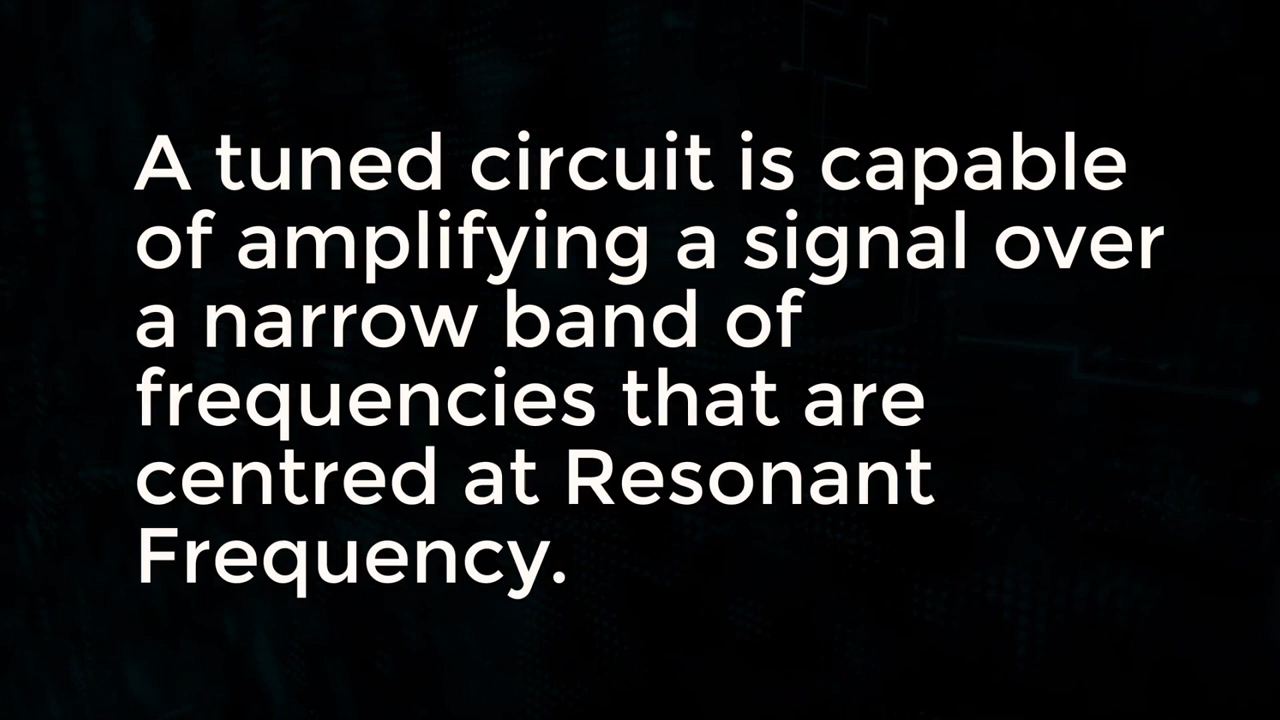 A tuned circuit is capable
of amplifying a signal over
a narrow band of
frequencies that are
centred at Resonant
Frequency.